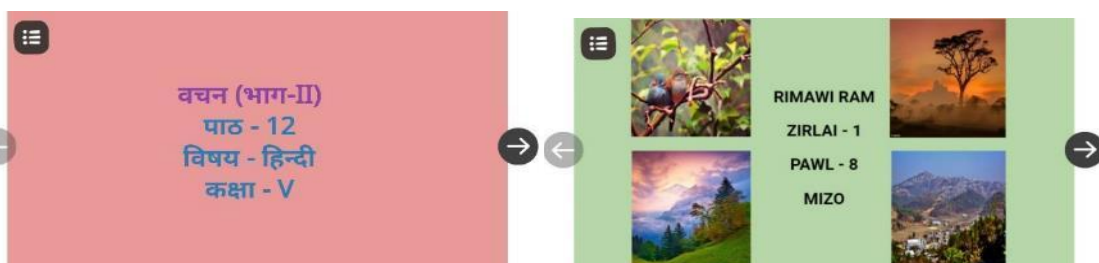 वचन (भाग-II)
पाठ - 12
विषय - हिन्दी
कक्षा - V
RIMAWI RAM
ZIRLAI - 1
PAWL - 8
MIZO